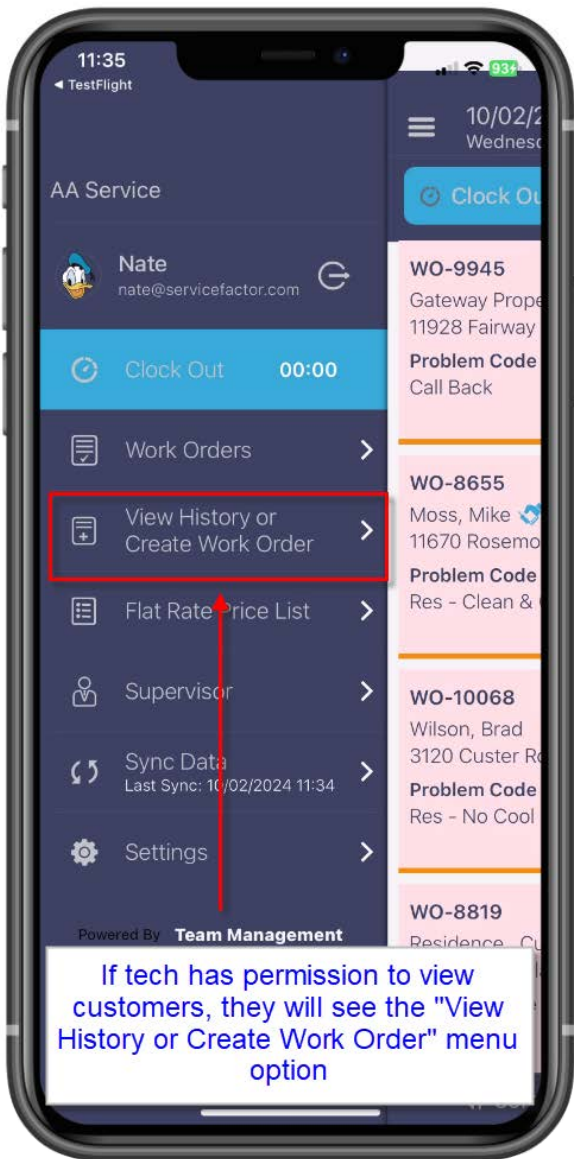 11:35
TestFlight
93
AA Service
Nate
nate@servicefactor.com
Clock Out 00:00
Work Orders
View History or
Create Work Order
Flat Rate Price List
Supervisor
Sync Data
Last Sync: 10/02/2024 11:34
Settings
Powered By Team Management
10/02/2
Wednesd
Clock Ou
WO-9945
Gateway Prope
11928 Fairway
Problem Code
Call Back
WO-8655
Moss, Mike
11670 Rosemo
Problem Code
Res - Clean &
WO-10068
Wilson, Brad
3120 Custer Ro
Problem Code
Res - No Cool
WO-8819
Residence, Cu
If tech has permission to view
customers, they will see the "View
History or Create Work Order" menu
option